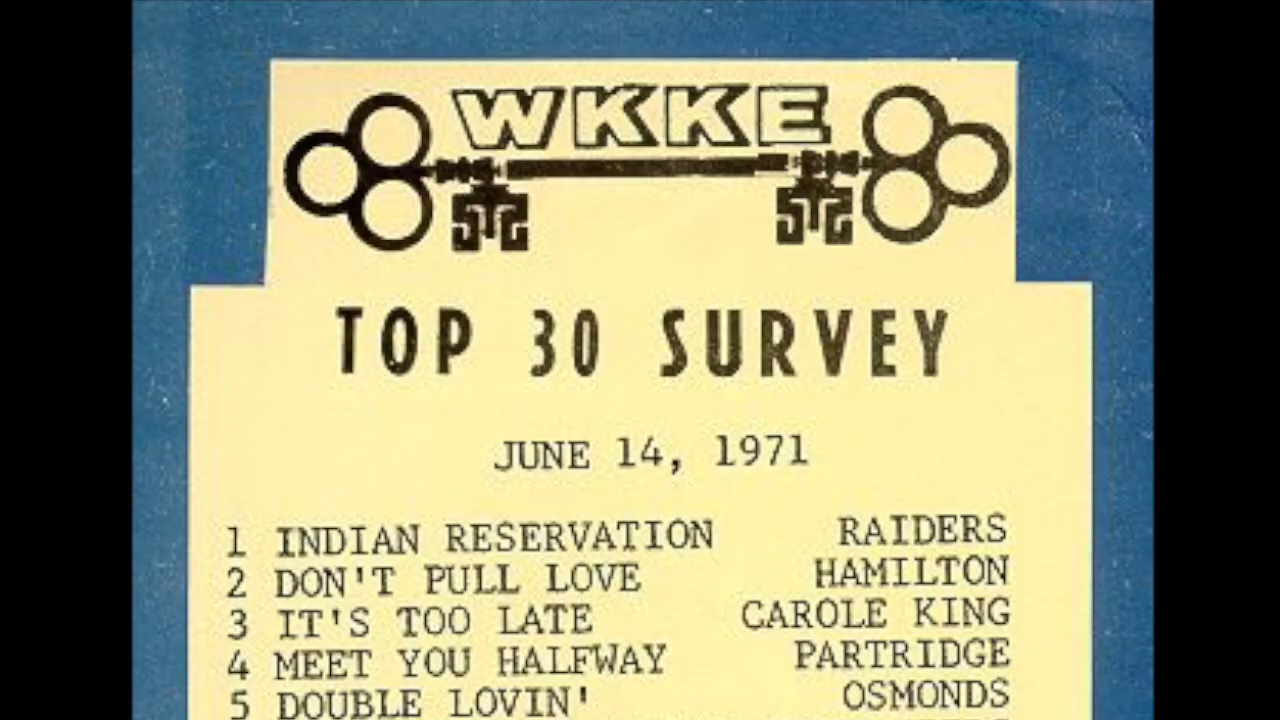 WKKE
TOP 30 SURVEY
JUNE 14, 1971
1 INDIAN RESERVATION RAIDERS
2 DON'T PULL LOVE HAMILTON
3 IT'S TOO LATE CAROLE KING
4 MEET YOU HALFWAY PARTRIDGE
5 DOUBLE LOVIN' OSMONDS